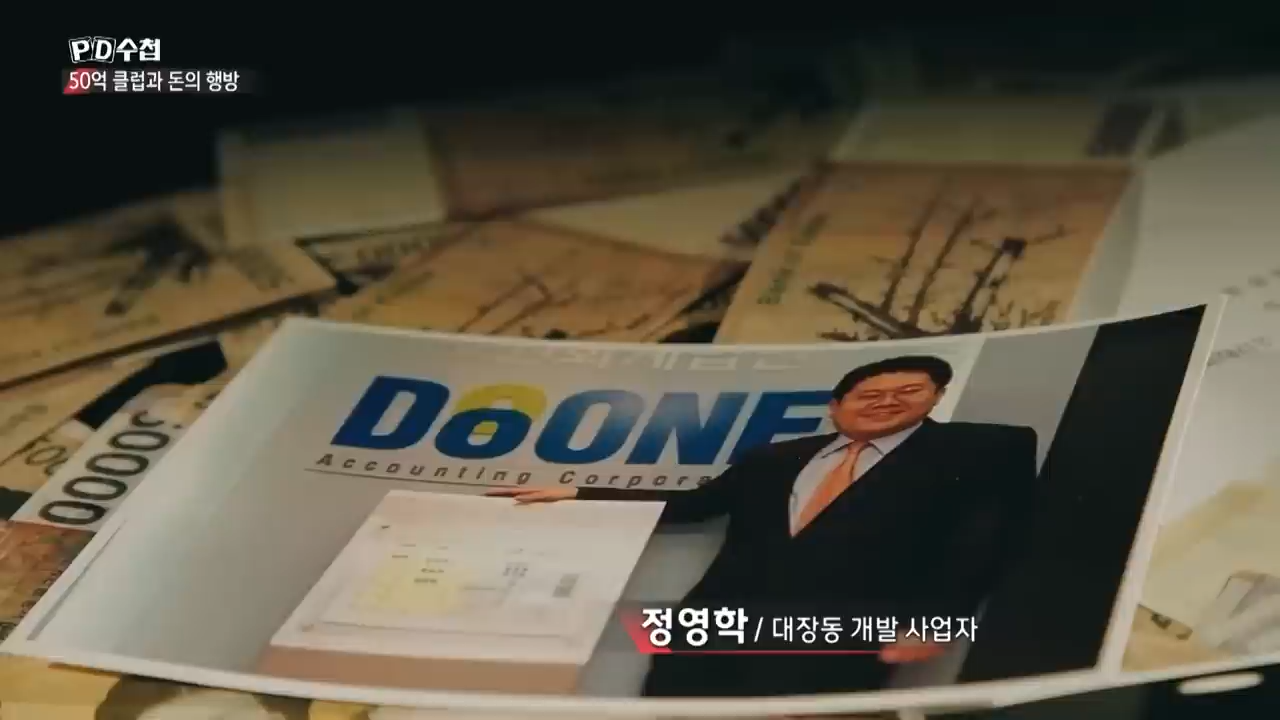 PD수첩
50억 클럽과 돈의 행방
DOONE
Accounting
50000
정영학 / 대장동 개발 사업자